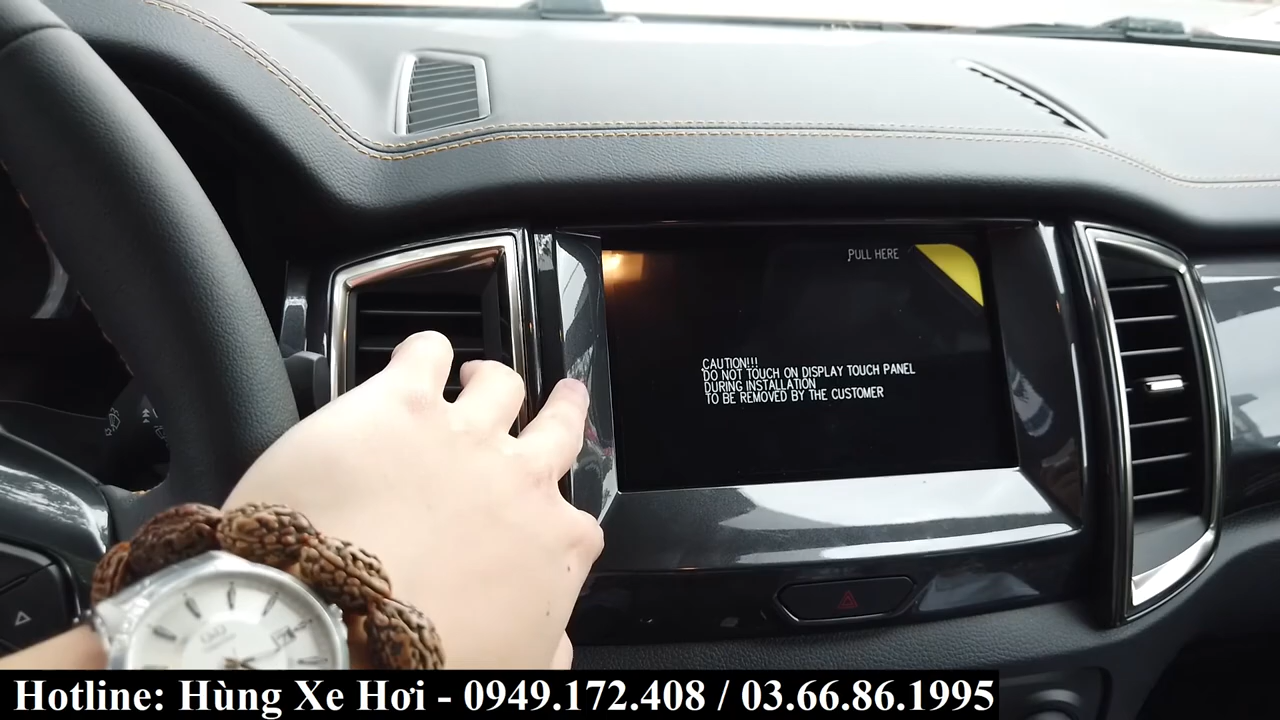 PULL HERE
CAUTION!!!
DO NOT TOUCH ON DISPLAY TOUCH PANEL
DURING INSTALLATION
TO BE REMOVED BY THE CUSTOMER
Q&Q
Hotline: Hùng Xe Hơi - 0949.172.408 / 03.66.86.1995